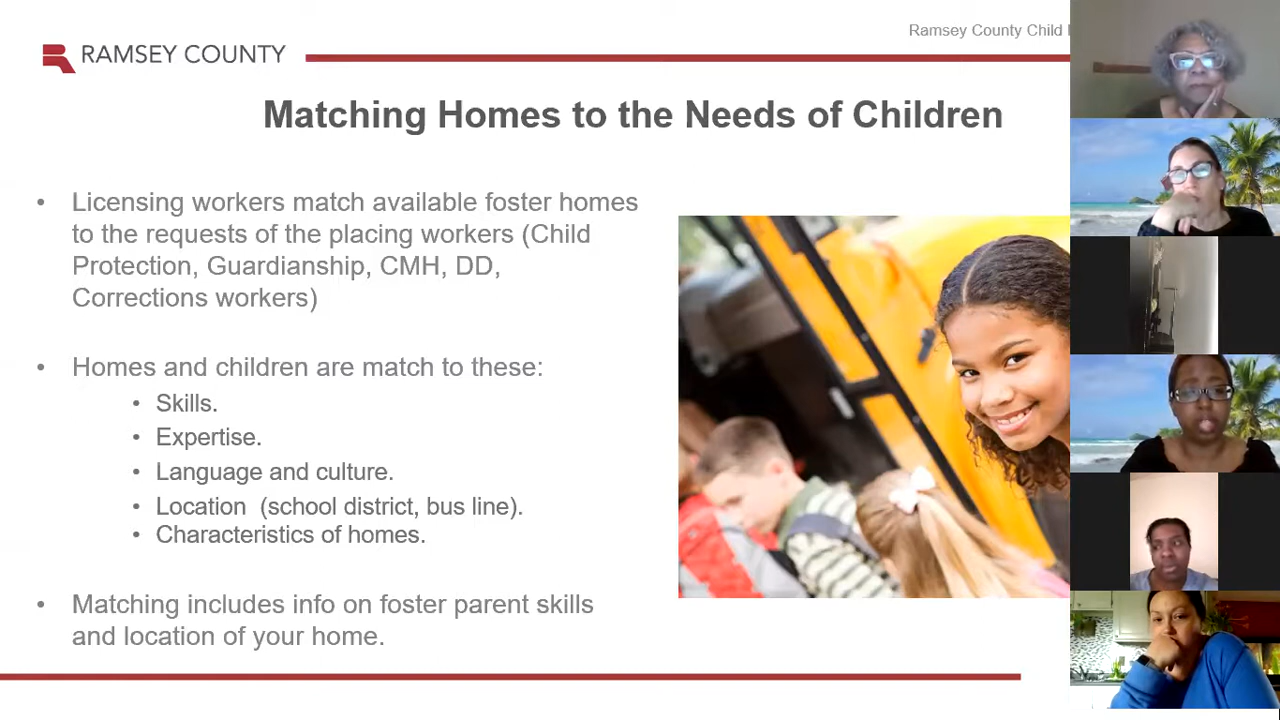 Ramsey County Child
RAMSEY COUNTY
Matching Homes to the Needs of Children
• Licensing workers match available foster homes
to the requests of the placing workers (Child
Protection, Guardianship, CMH, DD,
Corrections workers)
• Homes and children are match to these:
• Skills.
• Expertise.
• Language and culture.
• Location (school district, bus line).
• Characteristics of homes.
• Matching includes info on foster parent skills
and location of your home.